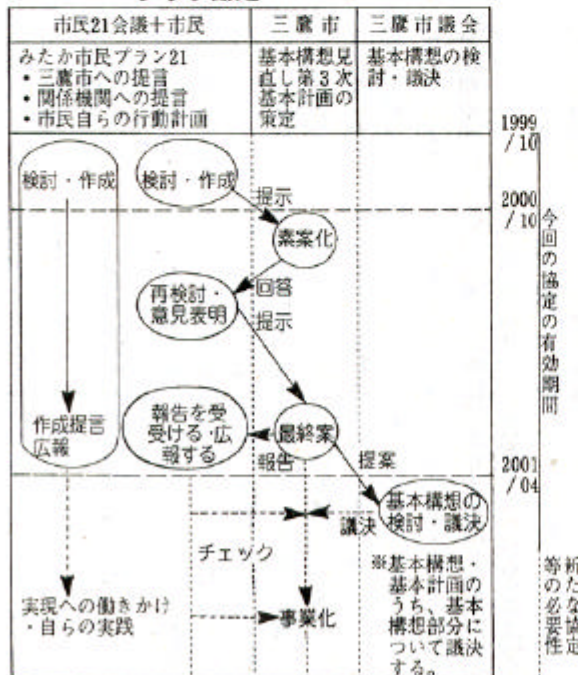 市民21会議＋市民
三鷹市
三鷹市議会
みたか市民プラン21
• 三鷹市への提言
• 関係機関への提言
• 市民自らの行動計画
基本構想見
直し第３次
基本計画の
策定
基本構想の検
討・議決
1999
/10
検討・作成
検討・作成
提示
2000
/10
素案化
回答
再検討・
意見表明
提示
今回の協定の有効期間
作成提言
広報
報告を受
受ける・広
報する
最終案
報告
提案
2001
/04
基本構想の
検討・議決
議決
チェック
※基本構想・
基本計画の
うち、基本
構想部分に
ついて議決
する。
実現への働きかけ
・自らの実践
事業化
新たな協定
等の必要性